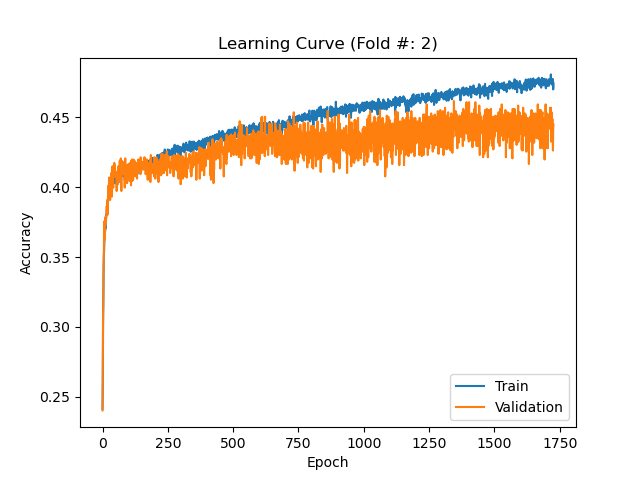 Learning Curve (Fold #: 2)
Accuracy
0.45
0.40
0.35
0.30
0.25
0 250 500 750 1000 1250 1500 1750
Epoch
Train
Validation